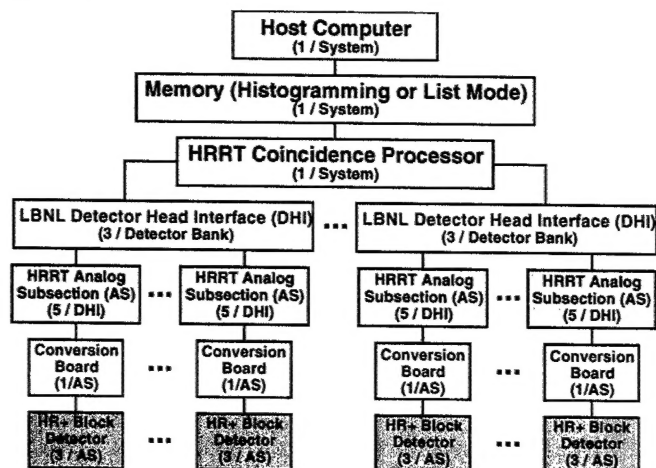 Host Computer
(1 / System)
Memory (Histogramming or List Mode)
(1 / System)
HRRT Coincidence Processor
(1 / System)
LBNL Detector Head Interface (DHI)
(3 / Detector Bank)
...
LBNL Detector Head Interface (DHI)
(3 / Detector Bank)
HRRT Analog
Subsection (AS)
(5 / DHI)
...
HRRT Analog
Subsection (AS)
(5 / DHI)
HRRT Analog
Subsection (AS)
(5 / DHI)
...
HRRT Analog
Subsection (AS)
(5 / DHI)
Conversion
Board
(1/AS)
...
Conversion
Board
(1/AS)
Conversion
Board
(1/AS)
...
Conversion
Board
(1/AS)
HR+ Block
Detector
(3 / AS)
...
HR+ Block
Detector
(3 / AS)
HR+ Block
Detector
(3 / AS)
...
HR+ Block
Detector
(3 / AS)